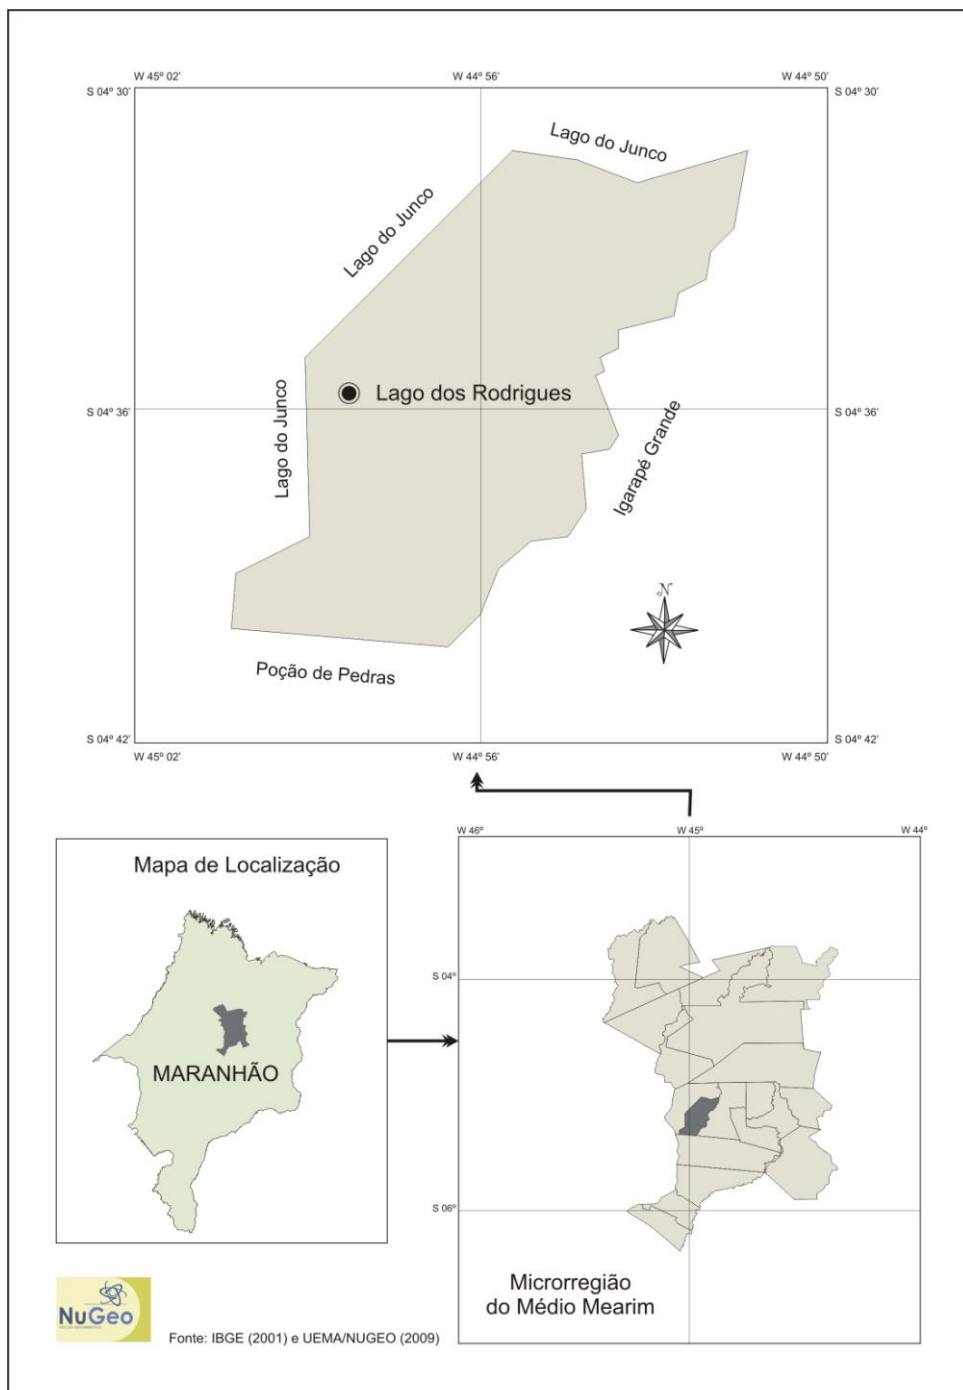 W 45º 02'
W 44º 56'
W 44º 50'
S 04º 30'
S 04º 30'
Lago do Junco
Lago do Junco
Lago do Junco
Lago dos Rodrigues
S 04º 36'
S 04º 36'
Igarapé Grande
N
Poção de Pedras
S 04º 42'
S 04º 42'
W 45º 02'
W 44º 56'
W 44º 50'
Mapa de Localização
MARANHÃO
W 46º
W 45º
W 44º
S 04º
S 06º
Microrregião
do Médio Mearim
NuGeo
Fonte: IBGE (2001) e UEMA/NUGEO (2009)